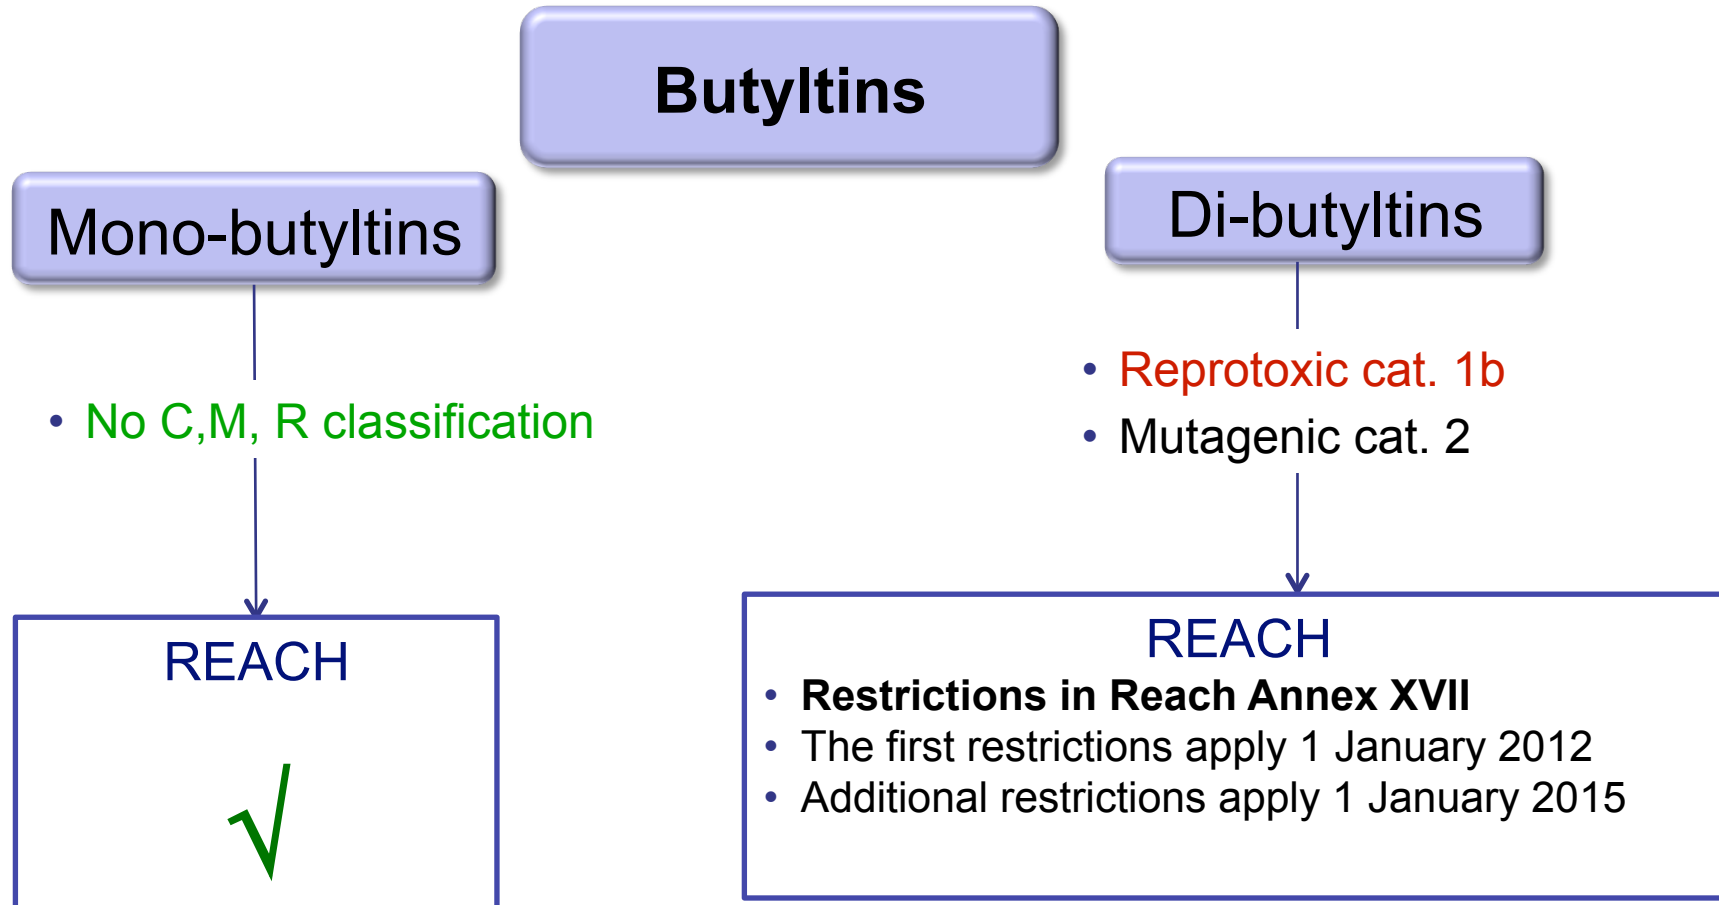 Butyltins
Mono-butyltins
• No C,M, R classification
REACH
√
Di-butyltins
• Reprotoxic cat. 1b
• Mutagenic cat. 2
REACH
• Restrictions in Reach Annex XVII
• The first restrictions apply 1 January 2012
• Additional restrictions apply 1 January 2015